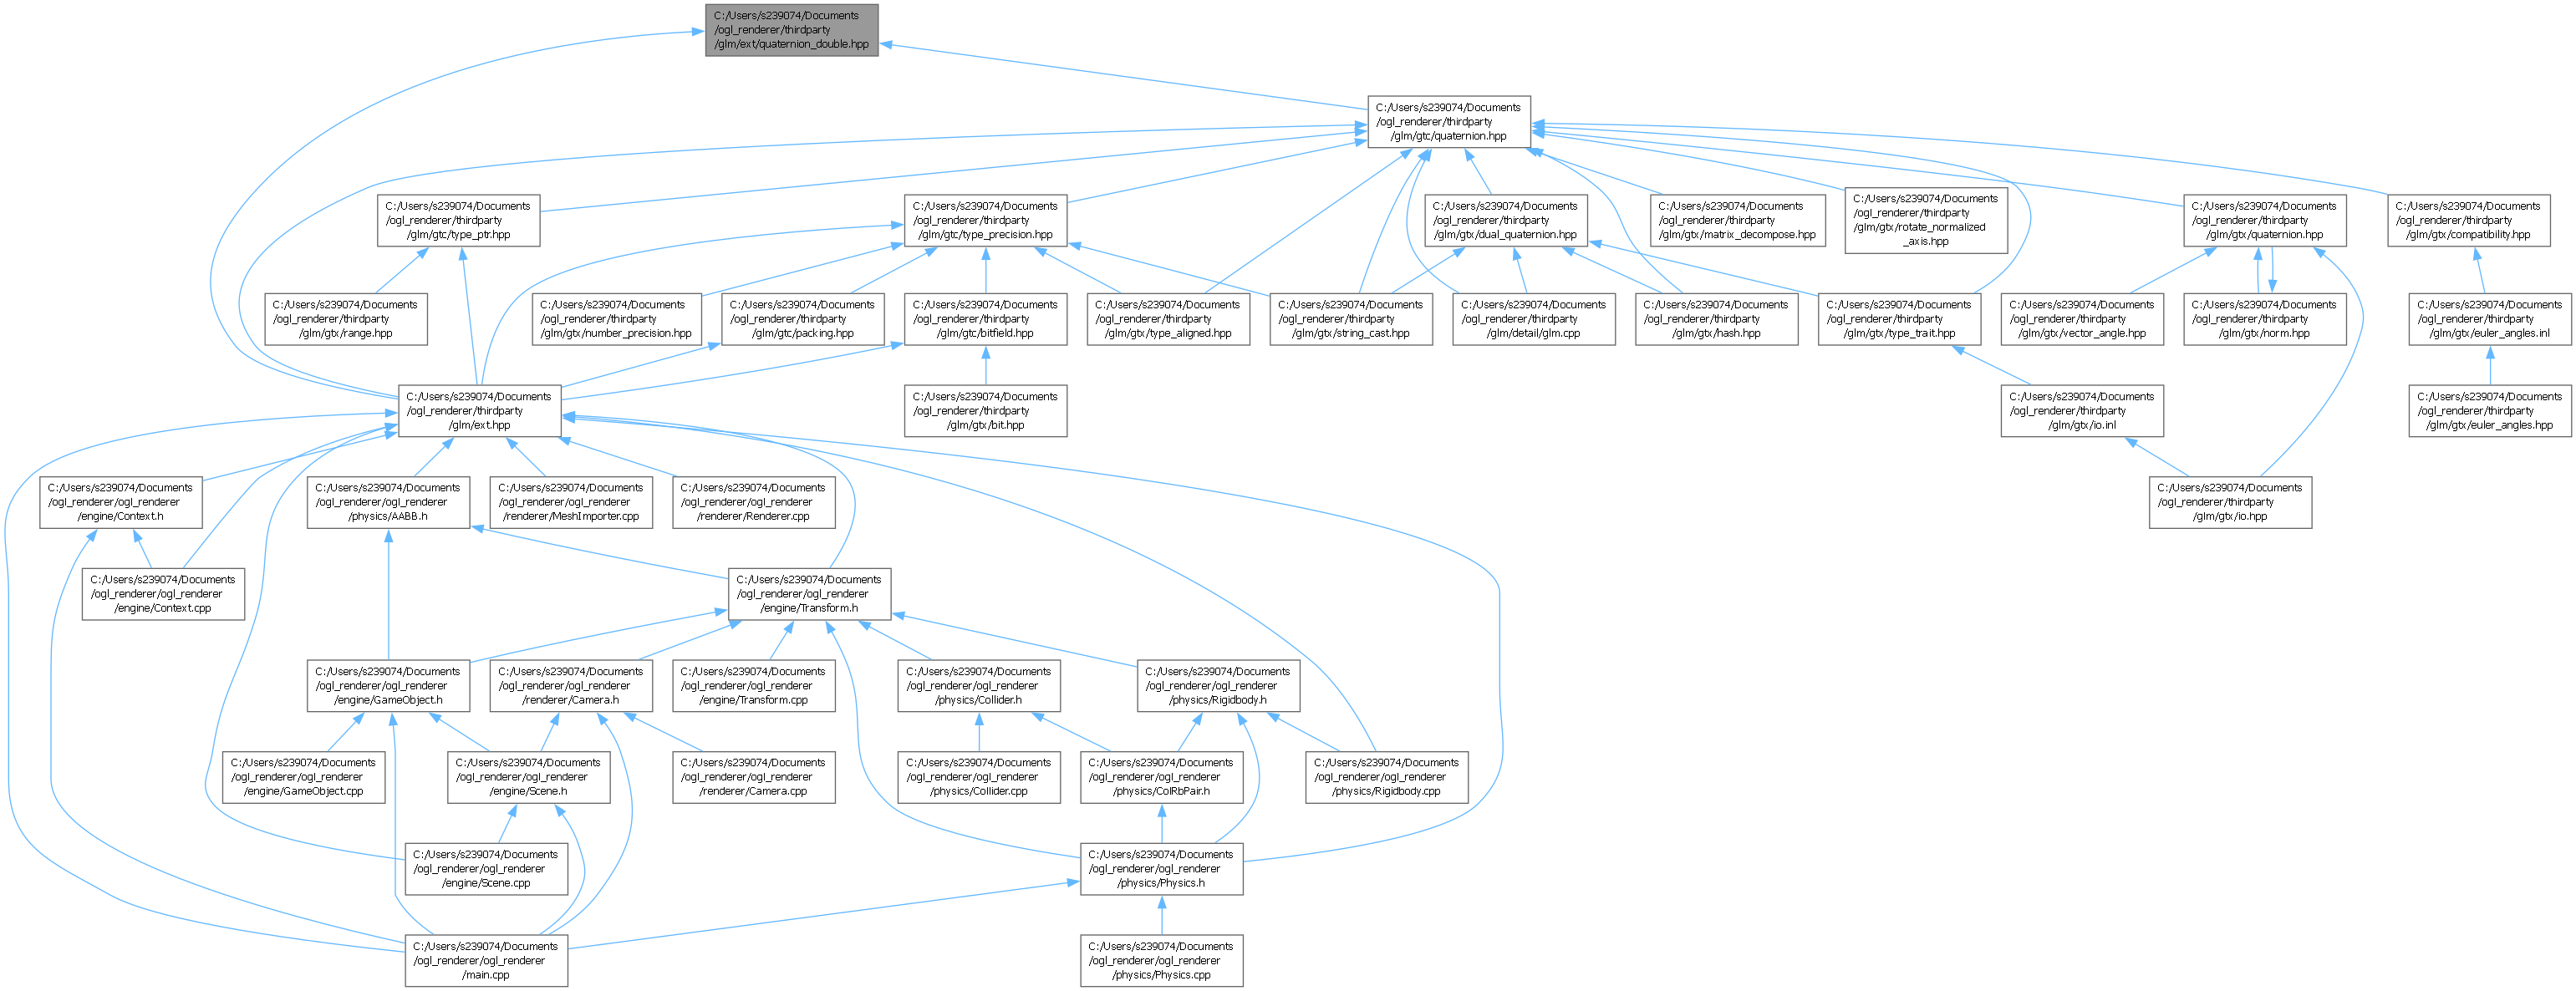 C:/Users/s239074/Documents
/ogl_renderer/thirdparty
/glm/ext/quaternion_double.hpp
C:/Users/s239074/Documents
/ogl_renderer/thirdparty
/glm/gtc/quaternion.hpp
C:/Users/s239074/Documents
/ogl_renderer/thirdparty
/glm/gtc/type_ptr.hpp
C:/Users/s239074/Documents
/ogl_renderer/thirdparty
/glm/gtc/type_precision.hpp
C:/Users/s239074/Documents
/ogl_renderer/thirdparty
/glm/gtx/dual_quaternion.hpp
C:/Users/s239074/Documents
/ogl_renderer/thirdparty
/glm/gtx/matrix_decompose.hpp
C:/Users/s239074/Documents
/ogl_renderer/thirdparty
/glm/gtx/rotate_normalized
_axis.hpp
C:/Users/s239074/Documents
/ogl_renderer/thirdparty
/glm/gtx/quaternion.hpp
C:/Users/s239074/Documents
/ogl_renderer/thirdparty
/glm/gtx/compatibility.hpp
C:/Users/s239074/Documents
/ogl_renderer/thirdparty
/glm/gtx/range.hpp
C:/Users/s239074/Documents
/ogl_renderer/thirdparty
/glm/gtx/number_precision.hpp
C:/Users/s239074/Documents
/ogl_renderer/thirdparty
/glm/gtc/packing.hpp
C:/Users/s239074/Documents
/ogl_renderer/thirdparty
/glm/gtc/bitfield.hpp
C:/Users/s239074/Documents
/ogl_renderer/thirdparty
/glm/gtx/type_aligned.hpp
C:/Users/s239074/Documents
/ogl_renderer/thirdparty
/glm/gtx/string_cast.hpp
C:/Users/s239074/Documents
/ogl_renderer/thirdparty
/glm/detail/glm.cpp
C:/Users/s239074/Documents
/ogl_renderer/thirdparty
/glm/gtx/hash.hpp
C:/Users/s239074/Documents
/ogl_renderer/thirdparty
/glm/gtx/type_trait.hpp
C:/Users/s239074/Documents
/ogl_renderer/thirdparty
/glm/gtx/vector_angle.hpp
C:/Users/s239074/Documents
/ogl_renderer/thirdparty
/glm/gtx/norm.hpp
C:/Users/s239074/Documents
/ogl_renderer/thirdparty
/glm/gtx/euler_angles.inl
C:/Users/s239074/Documents
/ogl_renderer/thirdparty
/glm/ext.hpp
C:/Users/s239074/Documents
/ogl_renderer/thirdparty
/glm/gtx/bit.hpp
C:/Users/s239074/Documents
/ogl_renderer/thirdparty
/glm/gtx/io.inl
C:/Users/s239074/Documents
/ogl_renderer/thirdparty
/glm/gtx/euler_angles.hpp
C:/Users/s239074/Documents
/ogl_renderer/ogl_renderer
/engine/Context.h
C:/Users/s239074/Documents
/ogl_renderer/ogl_renderer
/physics/AABB.h
C:/Users/s239074/Documents
/ogl_renderer/ogl_renderer
/renderer/MeshImporter.cpp
C:/Users/s239074/Documents
/ogl_renderer/ogl_renderer
/renderer/Renderer.cpp
C:/Users/s239074/Documents
/ogl_renderer/thirdparty
/glm/gtx/io.hpp
C:/Users/s239074/Documents
/ogl_renderer/ogl_renderer
/engine/Context.cpp
C:/Users/s239074/Documents
/ogl_renderer/ogl_renderer
/engine/Transform.h
C:/Users/s239074/Documents
/ogl_renderer/ogl_renderer
/engine/GameObject.h
C:/Users/s239074/Documents
/ogl_renderer/ogl_renderer
/renderer/Camera.h
C:/Users/s239074/Documents
/ogl_renderer/ogl_renderer
/engine/Transform.cpp
C:/Users/s239074/Documents
/ogl_renderer/ogl_renderer
/physics/Collider.h
C:/Users/s239074/Documents
/ogl_renderer/ogl_renderer
/physics/Rigidbody.h
C:/Users/s239074/Documents
/ogl_renderer/ogl_renderer
/engine/GameObject.cpp
C:/Users/s239074/Documents
/ogl_renderer/ogl_renderer
/engine/Scene.h
C:/Users/s239074/Documents
/ogl_renderer/ogl_renderer
/renderer/Camera.cpp
C:/Users/s239074/Documents
/ogl_renderer/ogl_renderer
/physics/Collider.cpp
C:/Users/s239074/Documents
/ogl_renderer/ogl_renderer
/physics/ColRbPair.h
C:/Users/s239074/Documents
/ogl_renderer/ogl_renderer
/physics/Rigidbody.cpp
C:/Users/s239074/Documents
/ogl_renderer/ogl_renderer
/engine/Scene.cpp
C:/Users/s239074/Documents
/ogl_renderer/ogl_renderer
/physics/Physics.h
C:/Users/s239074/Documents
/ogl_renderer/ogl_renderer
/main.cpp
C:/Users/s239074/Documents
/ogl_renderer/ogl_renderer
/physics/Physics.cpp